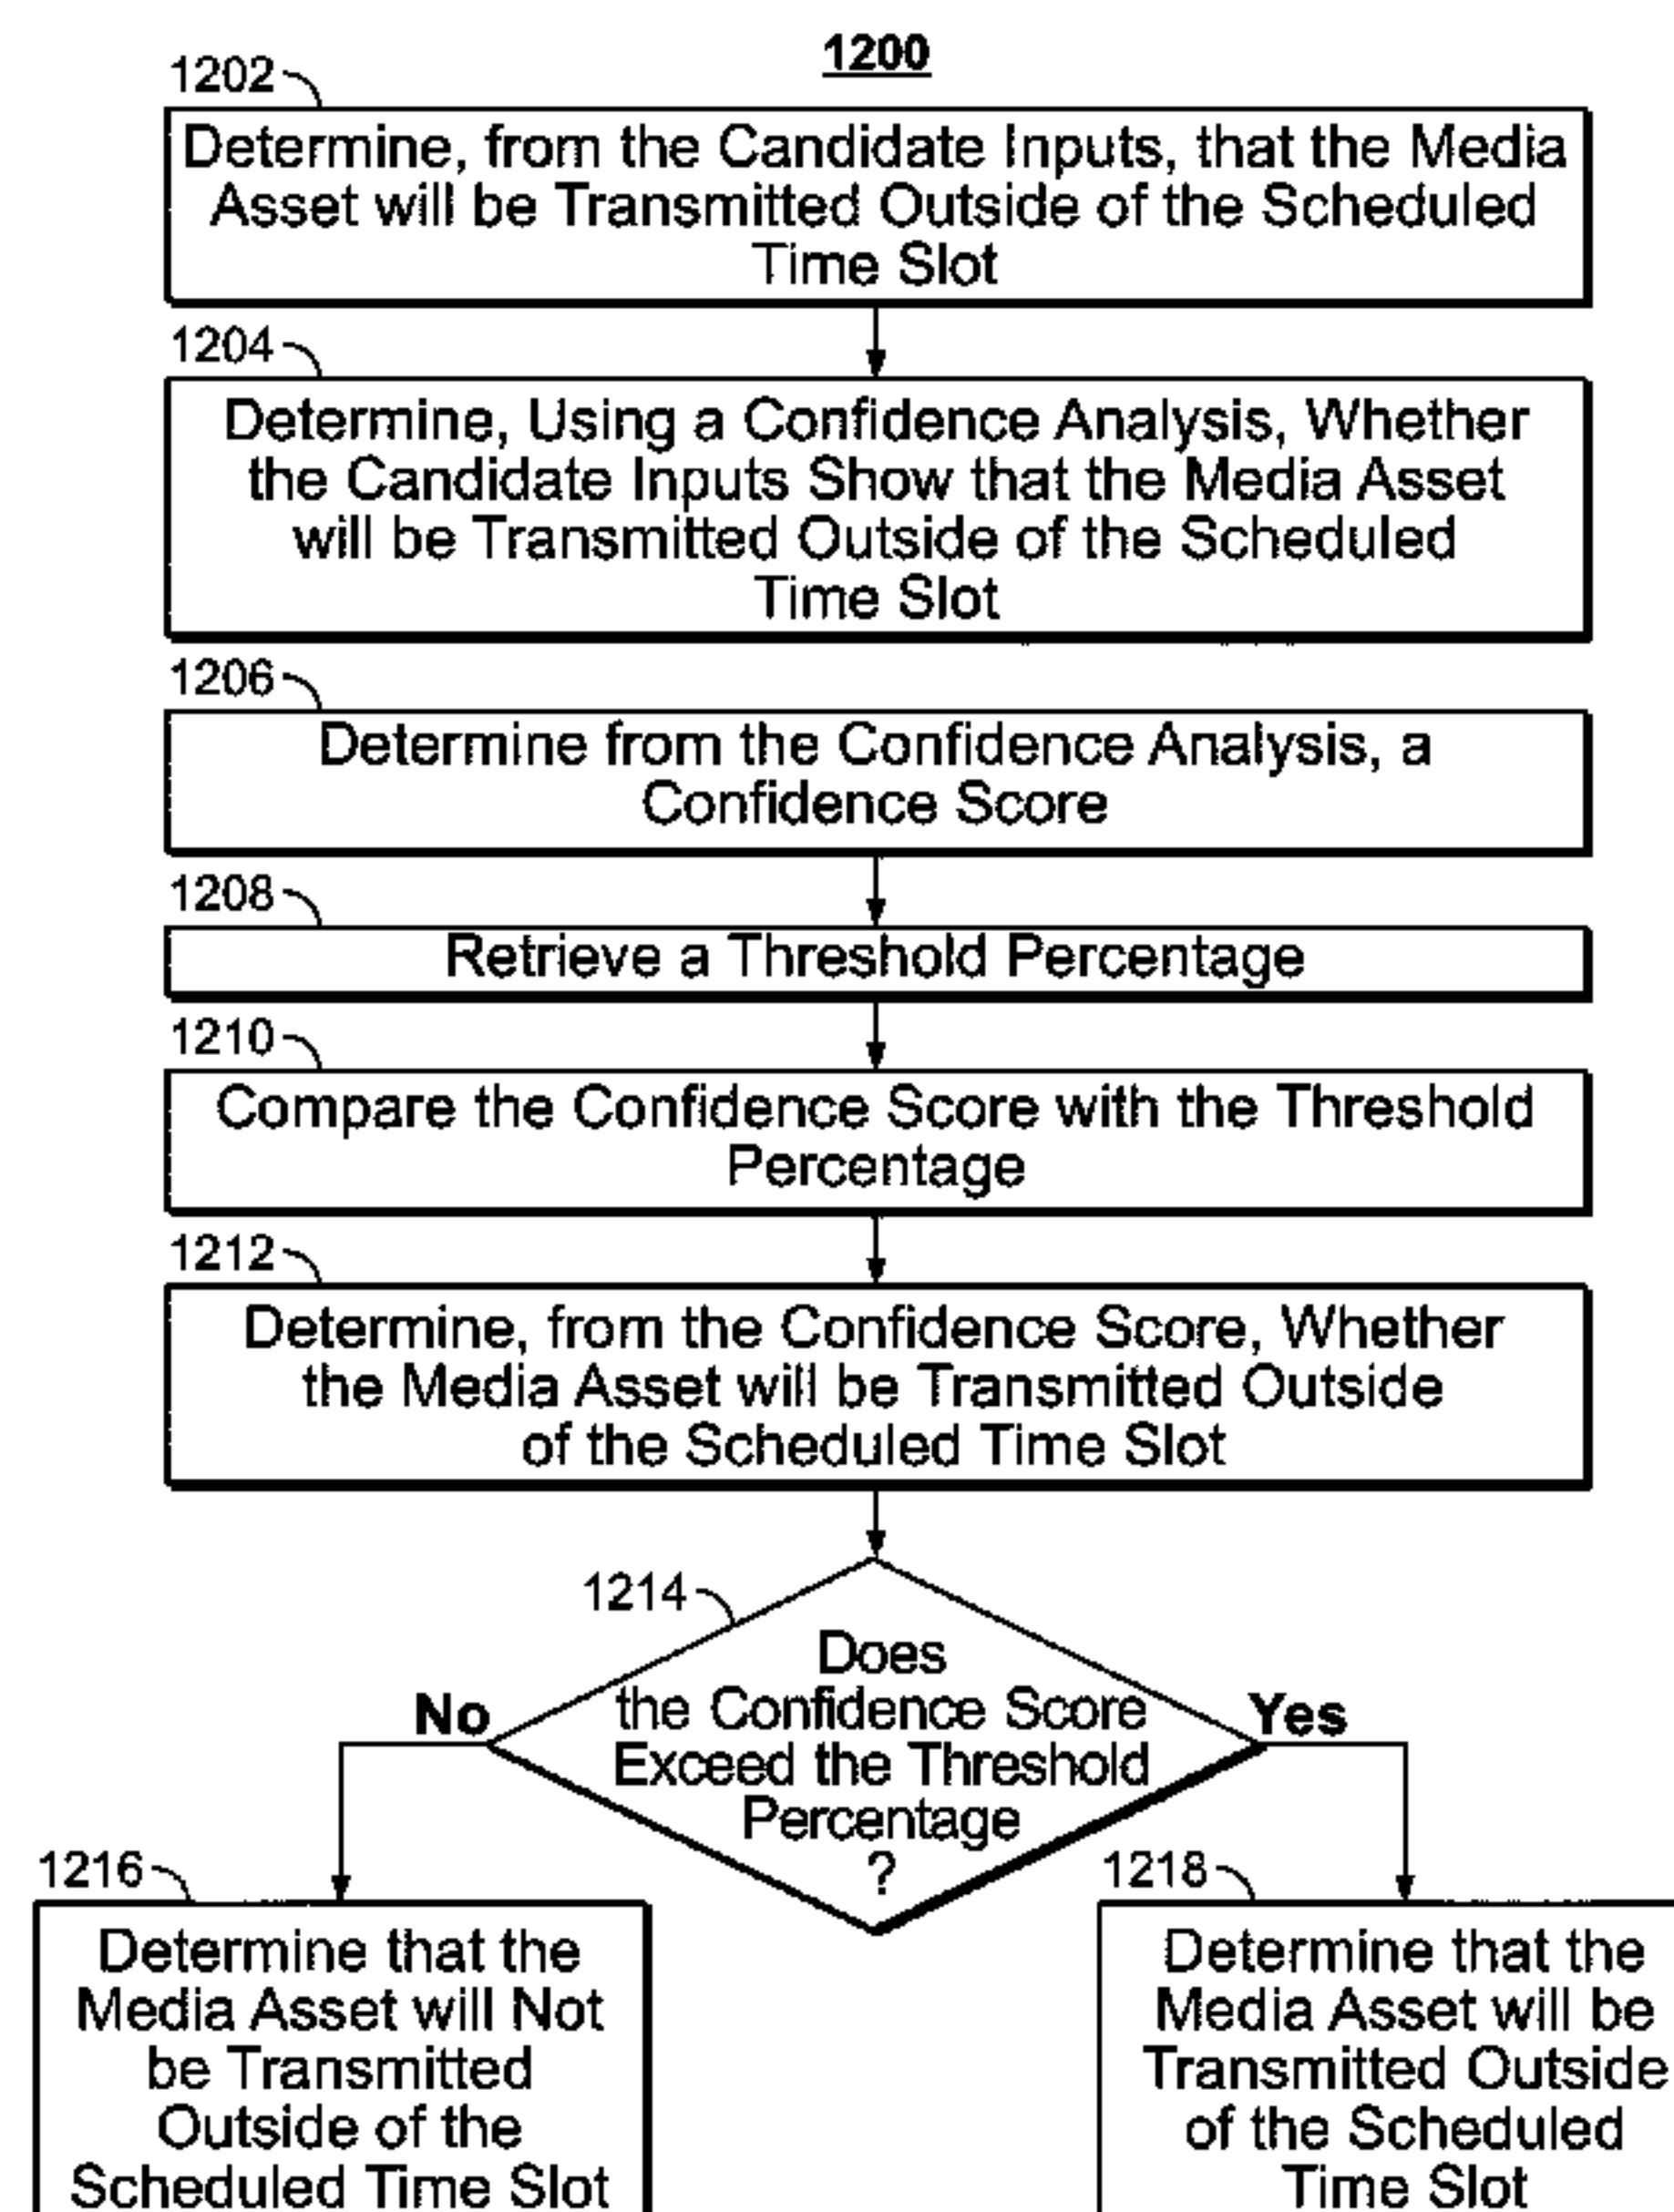 1200
1202
Determine, from the Candidate Inputs, that the Media
Asset will be Transmitted Outside of the Scheduled
Time Slot
1204
Determine, Using a Confidence Analysis, Whether
the Candidate Inputs Show that the Media Asset
will be Transmitted Outside of the Scheduled
Time Slot
1206
Determine from the Confidence Analysis, a
Confidence Score
1208
Retrieve a Threshold Percentage
1210
Compare the Confidence Score with the Threshold
Percentage
1212
Determine, from the Confidence Score, Whether
the Media Asset will be Transmitted Outside
of the Scheduled Time Slot
1214
Does
the Confidence Score
Exceed the Threshold
Percentage
?
No
Yes
1216
Determine that the
Media Asset will Not
be Transmitted
Outside of the
Scheduled Time Slot
1218
Determine that the
Media Asset will be
Transmitted Outside
of the Scheduled
Time Slot